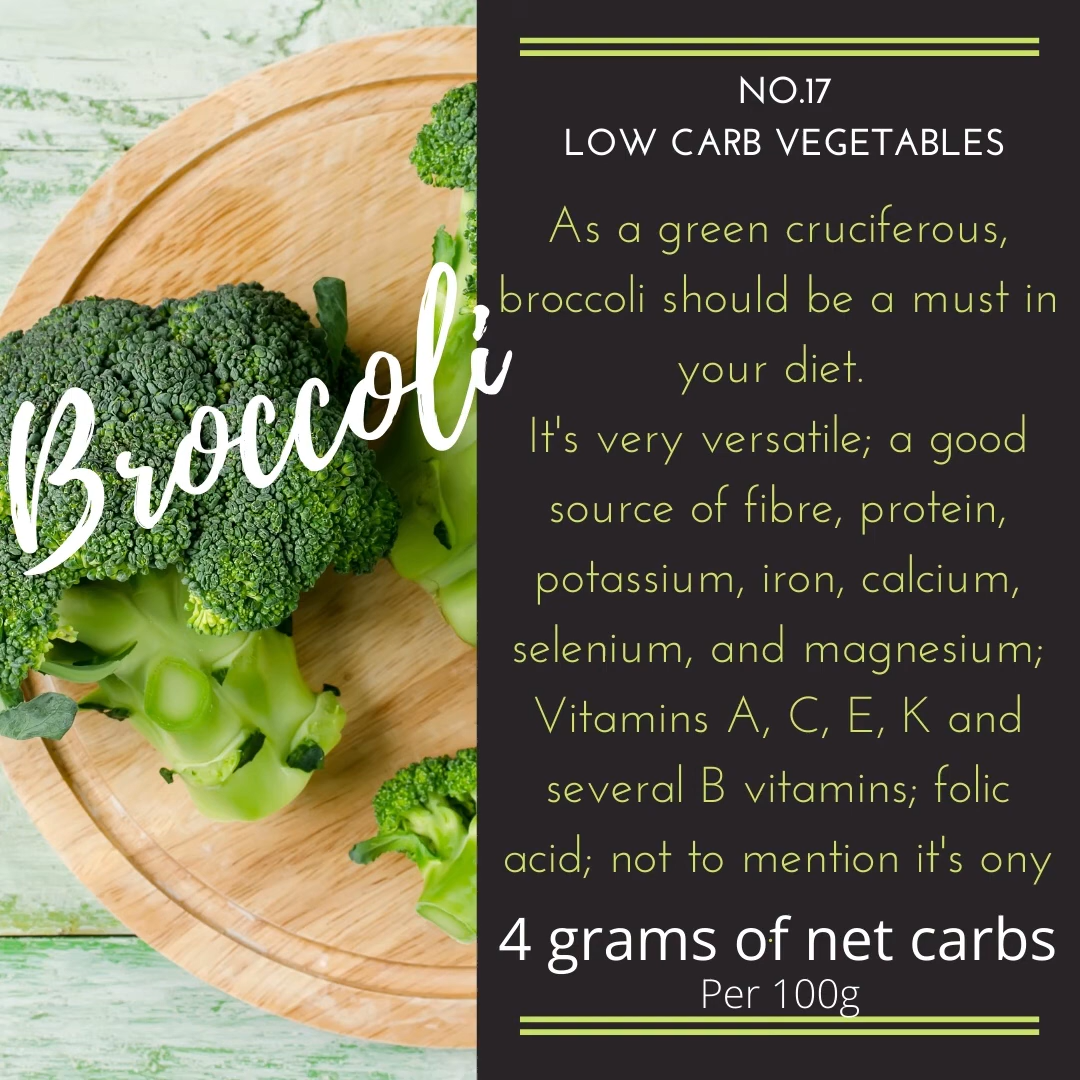 Broccoli
NO.17
LOW CARB VEGETABLES
As a green cruciferous,
broccoli should be a must in
your diet.
It's very versatile; a good
source of fibre, protein,
potassium, iron, calcium,
selenium, and magnesium;
Vitamins A, C, E, K and
several B vitamins; folic
acid; not to mention it's ony
4 grams of net carbs
Per 100g